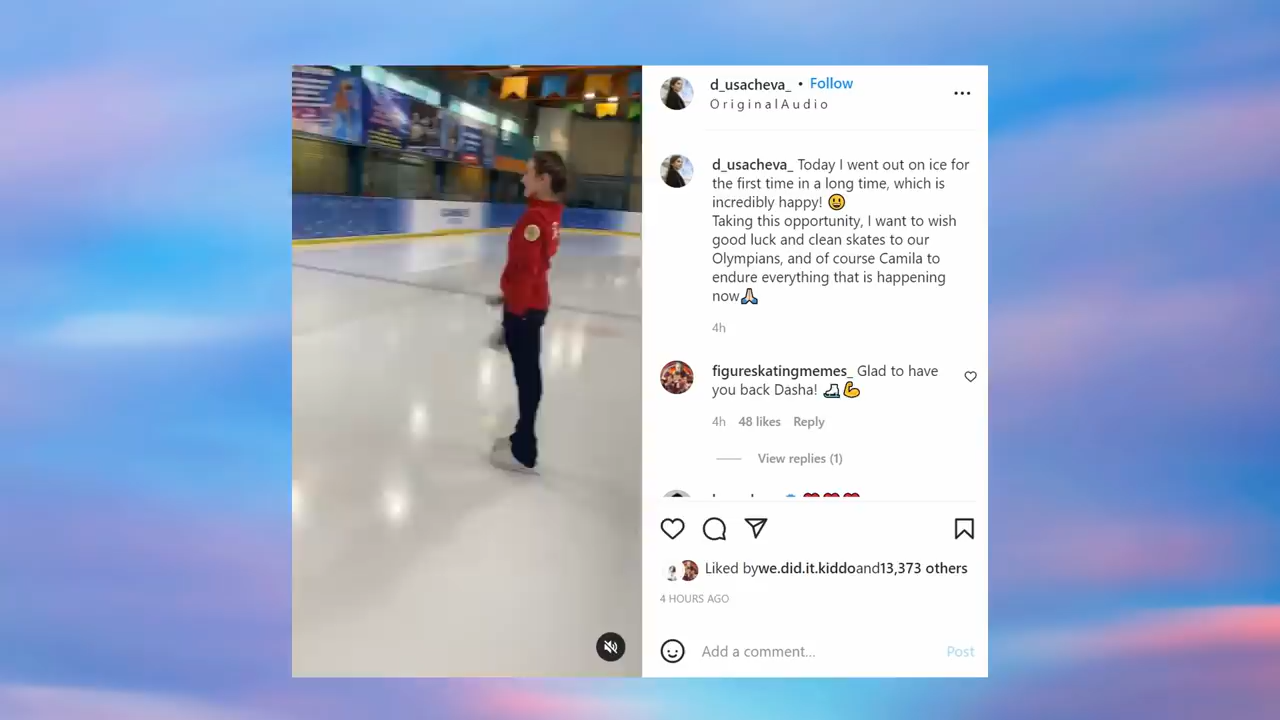 d_usacheva_ • Follow
OriginalAudio
d_usacheva_ Today I went out on ice for
the first time in a long time, which is
incredibly happy! 😀
Taking this opportunity, I want to wish
good luck and clean skates to our
Olympians, and of course Camila to
endure everything that is happening
now🙏🏻
4h
figureskatingmemes_ Glad to have
you back Dasha! ⛸💪
4h 48 likes Reply
View replies (1)
Liked bywe.did.it.kiddoand13,373 others
4 HOURS AGO
Add a comment... Post